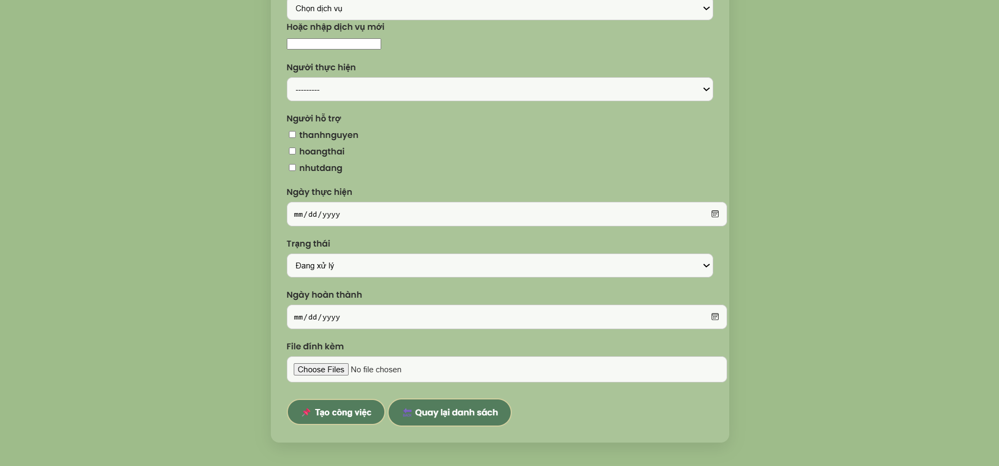 Chọn dịch vụ
Hoặc nhập dịch vụ mới
Người thực hiện
---------
Người hỗ trợ
thanhnguyen
hoangthai
nhutdang
Ngày thực hiện
mm/dd/yyyy
Trạng thái
Đang xử lý
Ngày hoàn thành
mm/dd/yyyy
File đính kèm
Choose Files No file chosen
📌 Tạo công việc 🔙 Quay lại danh sách